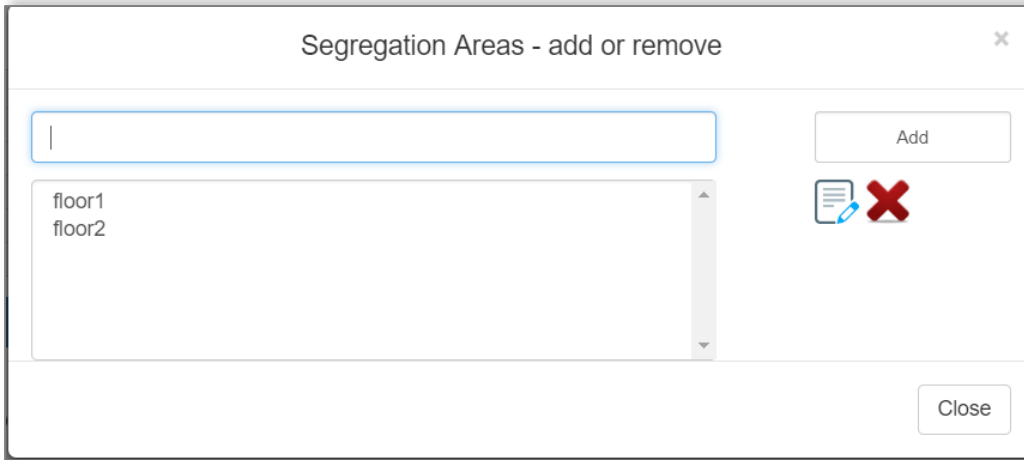 Segregation Areas - add or remove
×
Add
floor1
floor2
Close